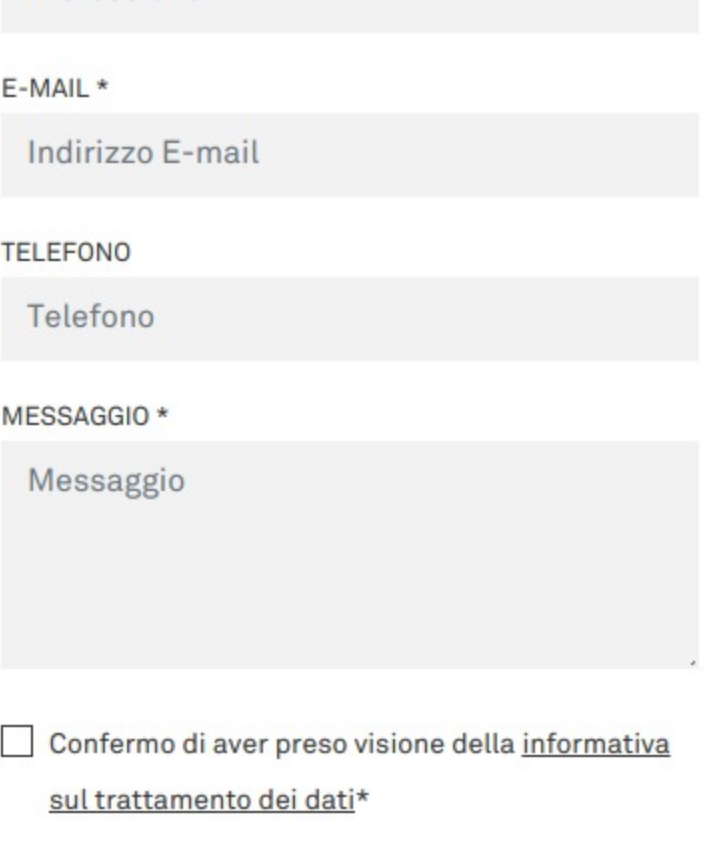 E-MAIL *
Indirizzo E-mail
TELEFONO
Telefono
MESSAGGIO *
Messaggio
Confermo di aver preso visione della informativa
sul trattamento dei dati*